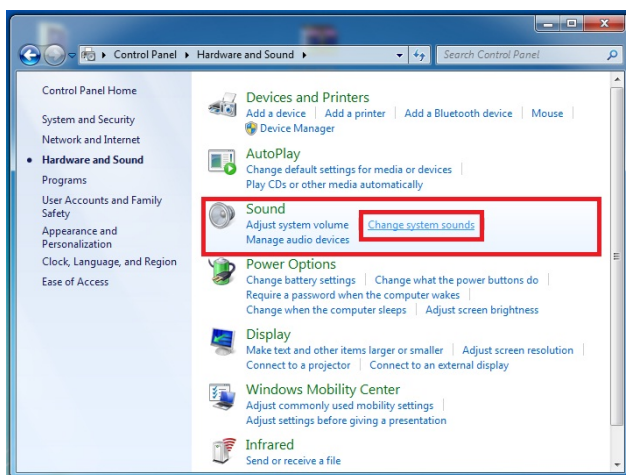 Control Panel Hardware and Sound Search Control Panel
Control Panel Home
System and Security
Network and Internet
Hardware and Sound
Programs
User Accounts and Family
Safety
Appearance and
Personalization
Clock, Language, and Region
Ease of Access
Devices and Printers
Add a device Add a printer Add a Bluetooth device Mouse
Device Manager
AutoPlay
Change default settings for media or devices
Play CDs or other media automatically
Sound
Adjust system volume Change system sounds
Manage audio devices
Power Options
Change battery settings Change what the power buttons do
Require a password when the computer wakes
Change when the computer sleeps Adjust screen brightness
Display
Make text and other items larger or smaller Adjust screen resolution
Connect to a projector Connect to an external display
Windows Mobility Center
Adjust commonly used mobility settings
Adjust settings before giving a presentation
Infrared
Send or receive a file